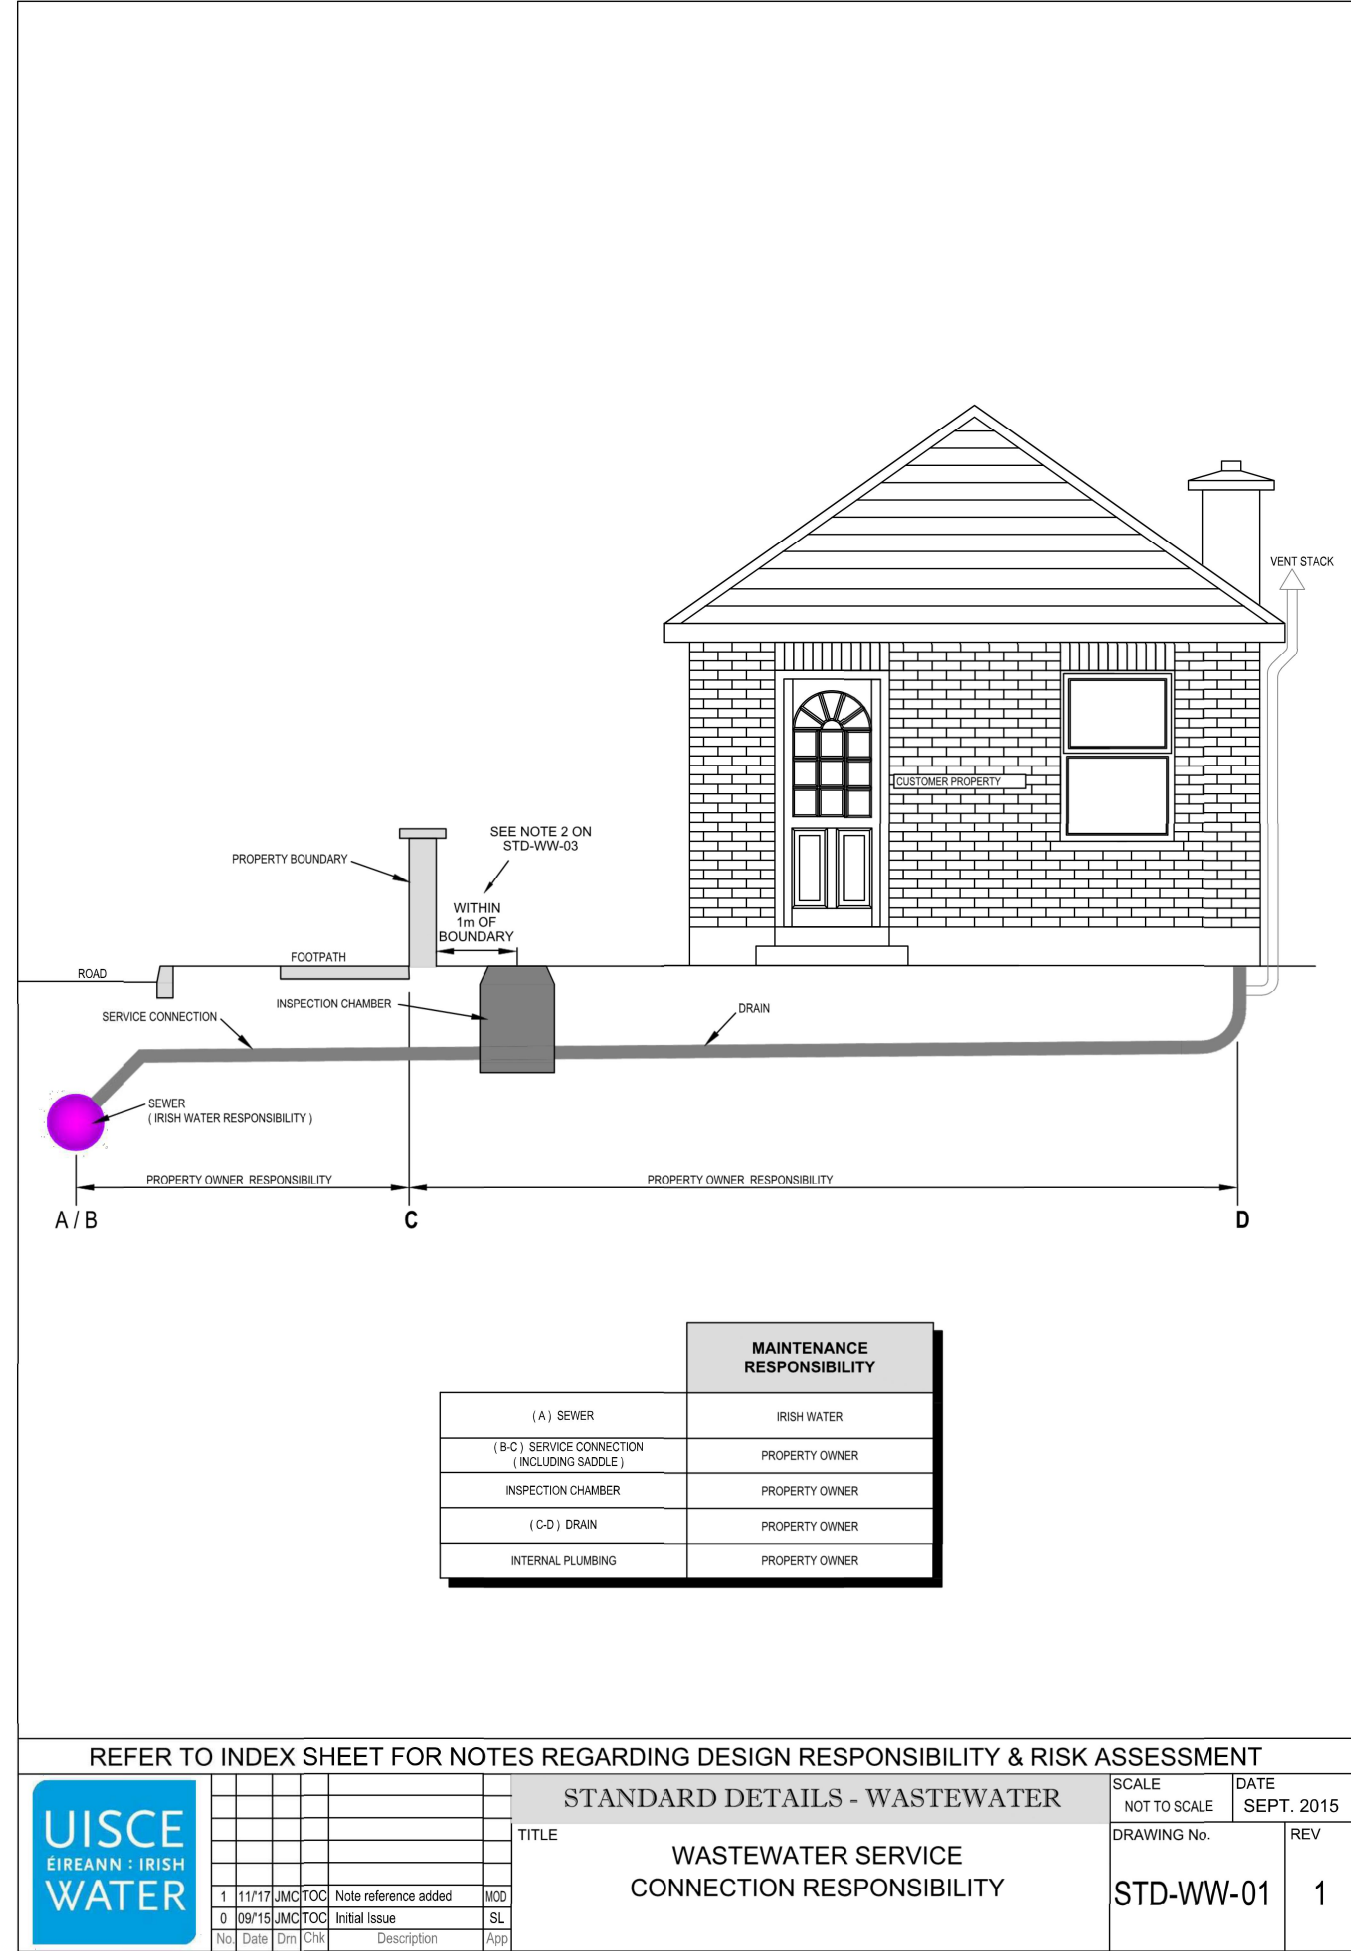 VENT STACK
CUSTOMER PROPERTY
SEE NOTE 2 ON
STD-WW-03
PROPERTY BOUNDARY
WITHIN
1m OF
BOUNDARY
FOOTPATH
ROAD
INSPECTION CHAMBER
SERVICE CONNECTION
DRAIN
SEWER
( IRISH WATER RESPONSIBILITY )
PROPERTY OWNER RESPONSIBILITY
PROPERTY OWNER RESPONSIBILITY
A / B
C
D
MAINTENANCE
RESPONSIBILITY
( A ) SEWER
IRISH WATER
( B-C ) SERVICE CONNECTION
( INCLUDING SADDLE )
PROPERTY OWNER
INSPECTION CHAMBER
PROPERTY OWNER
( C-D ) DRAIN
PROPERTY OWNER
INTERNAL PLUMBING
PROPERTY OWNER
REFER TO INDEX SHEET FOR NOTES REGARDING DESIGN RESPONSIBILITY & RISK ASSESSMENT
UISCE
ÉIREANN : IRISH
WATER
1 11/'17 JMC TOC Note reference added MOD
0 09/'15 JMC TOC Initial Issue SL
No. Date Drn Chk Description App
STANDARD DETAILS - WASTEWATER
TITLE
WASTEWATER SERVICE
CONNECTION RESPONSIBILITY
SCALE
NOT TO SCALE
DATE
SEPT. 2015
DRAWING No.
STD-WW-01
REV
1